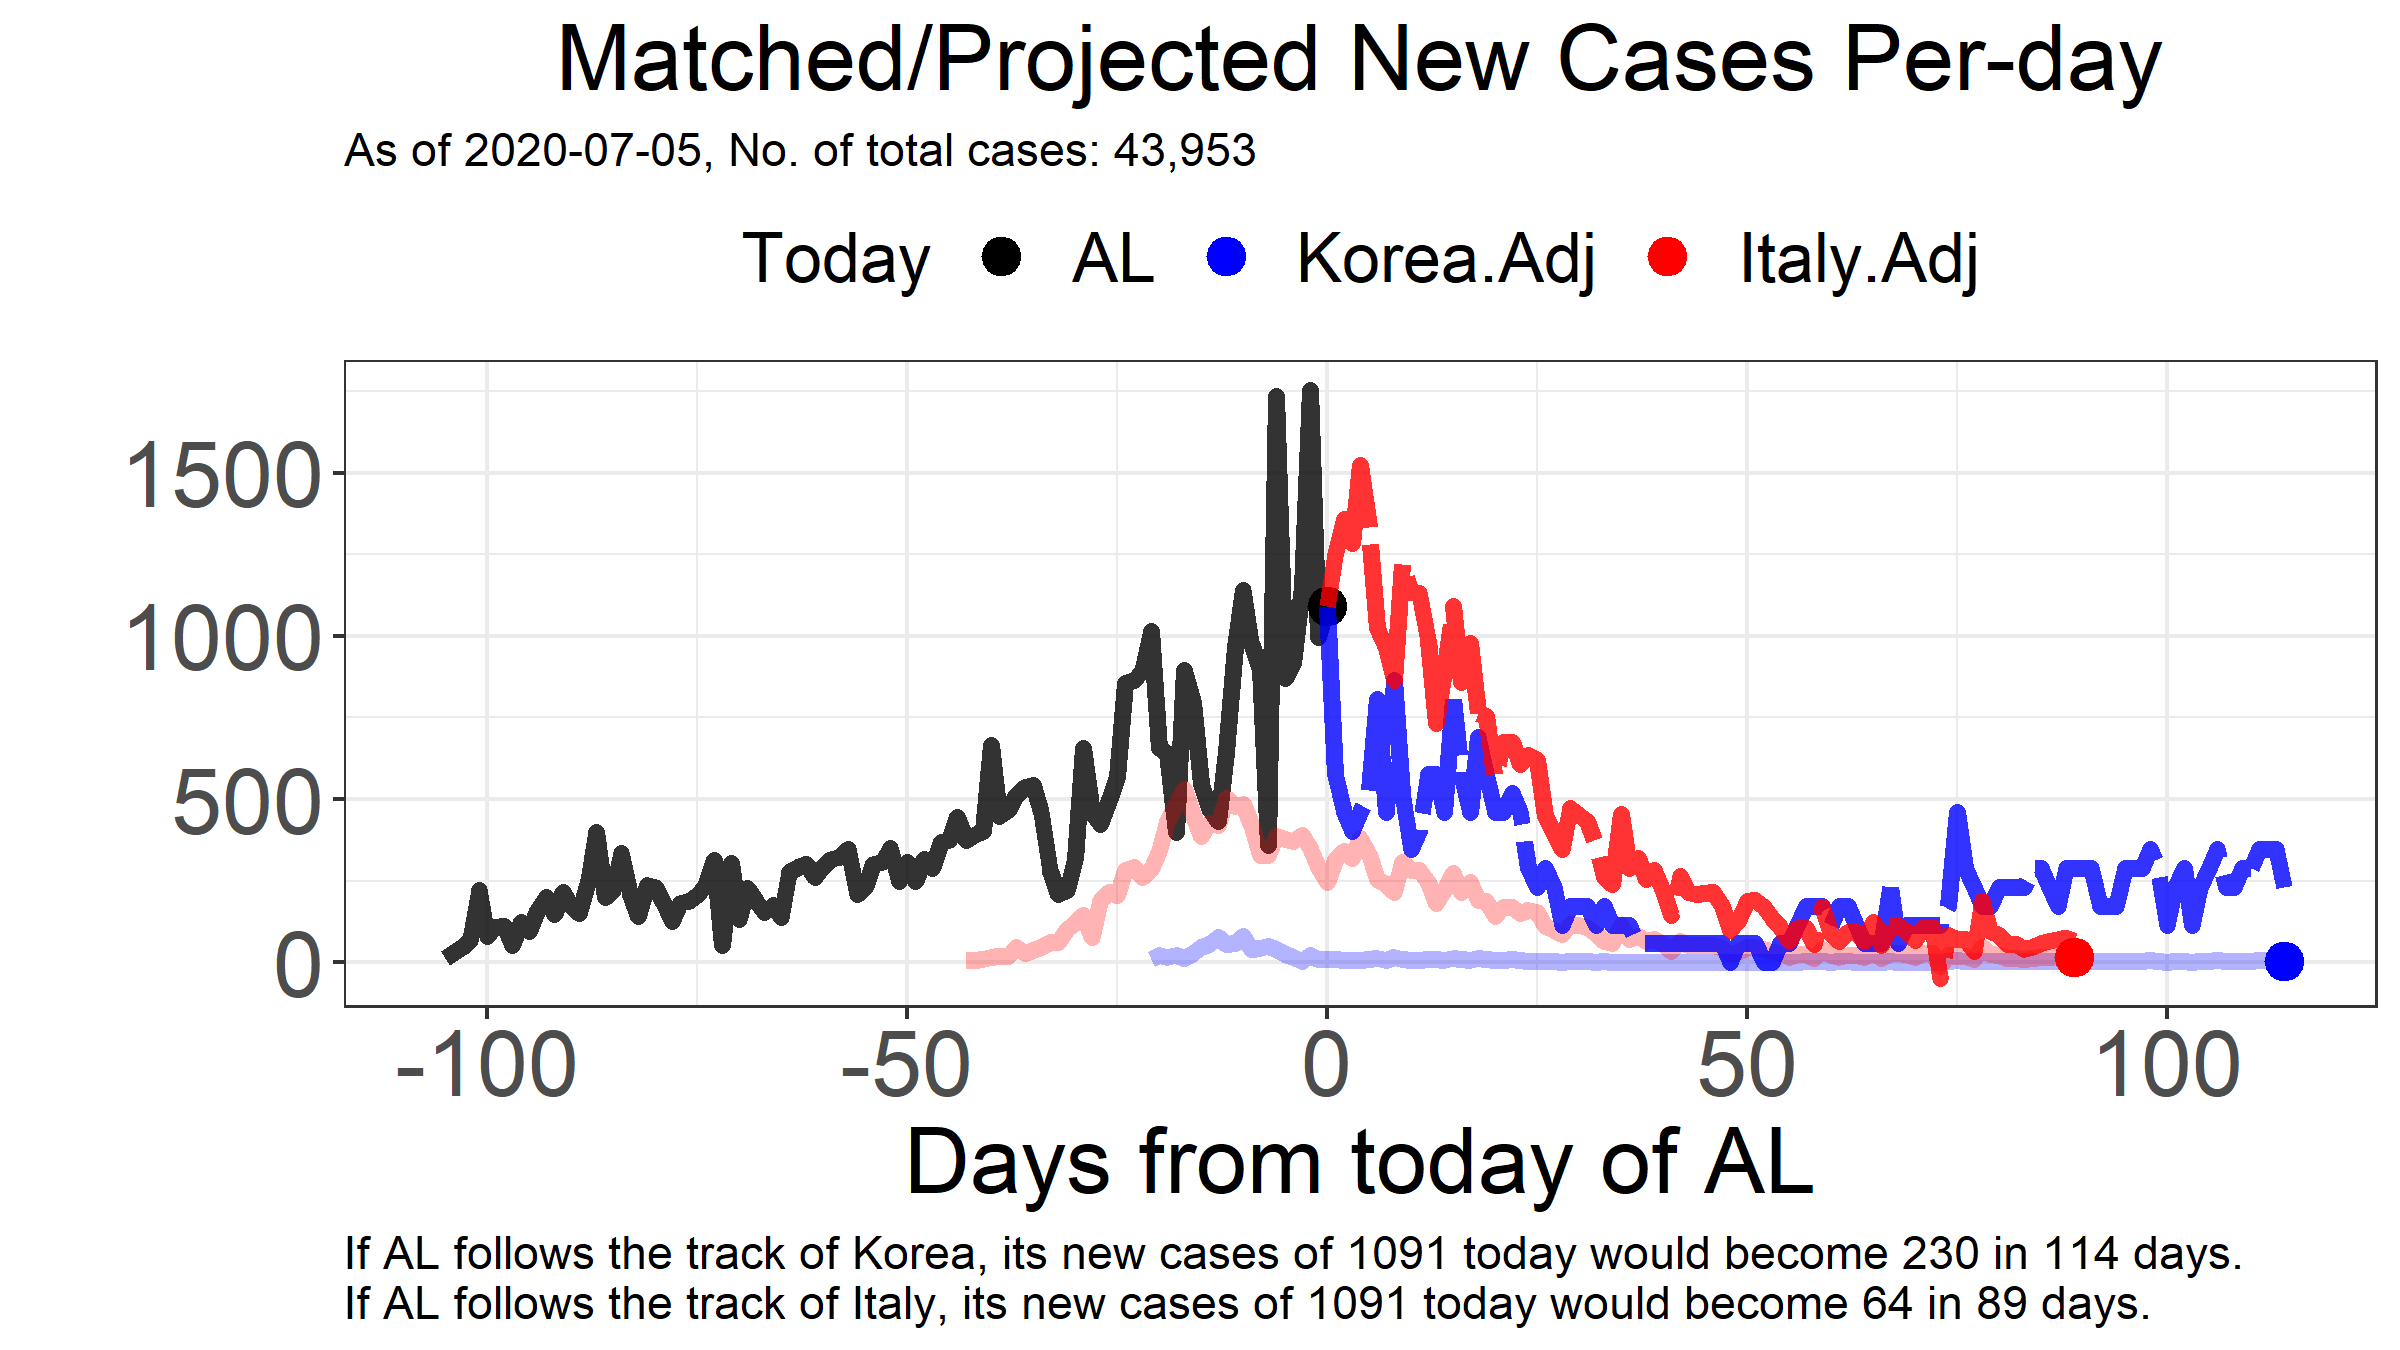 Matched/Projected New Cases Per-day
As of 2020-07-05, No. of total cases: 43,953
Today AL Korea.Adj Italy.Adj
1500
1000
500
0
-100 -50 0 50 100
Days from today of AL
If AL follows the track of Korea, its new cases of 1091 today would become 230 in 114 days.
If AL follows the track of Italy, its new cases of 1091 today would become 64 in 89 days.